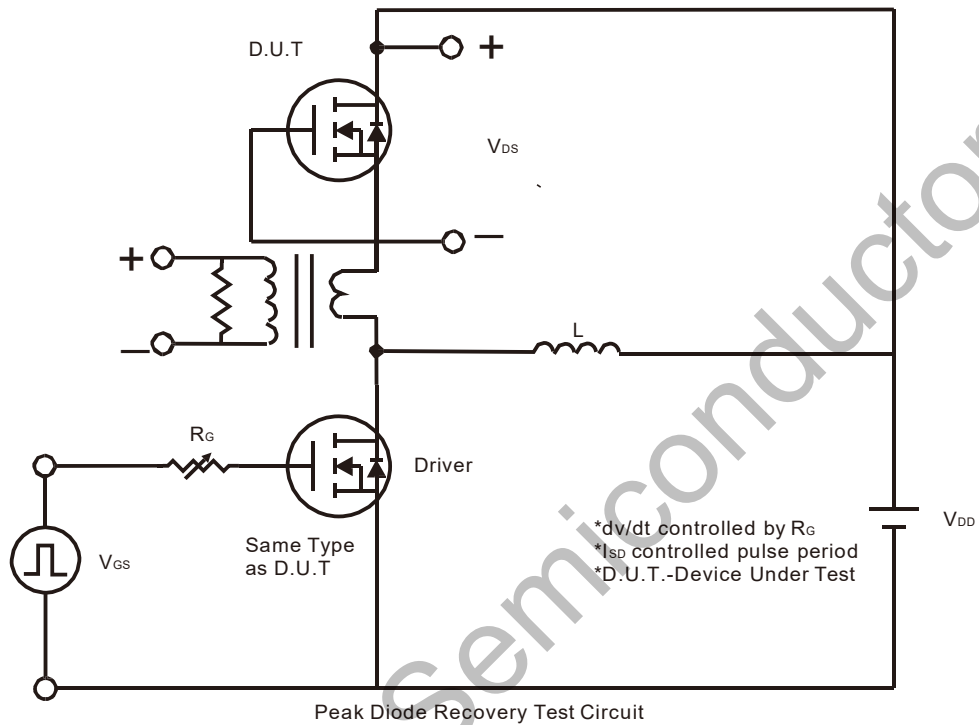 D.U.T
+
VDS
–
+
–
L
RG
Driver
VGS
Same Type
as D.U.T
*dv/dt controlled by RG
*ISD controlled pulse period
*D.U.T.-Device Under Test
VDD
Semiconductor
Peak Diode Recovery Test Circuit